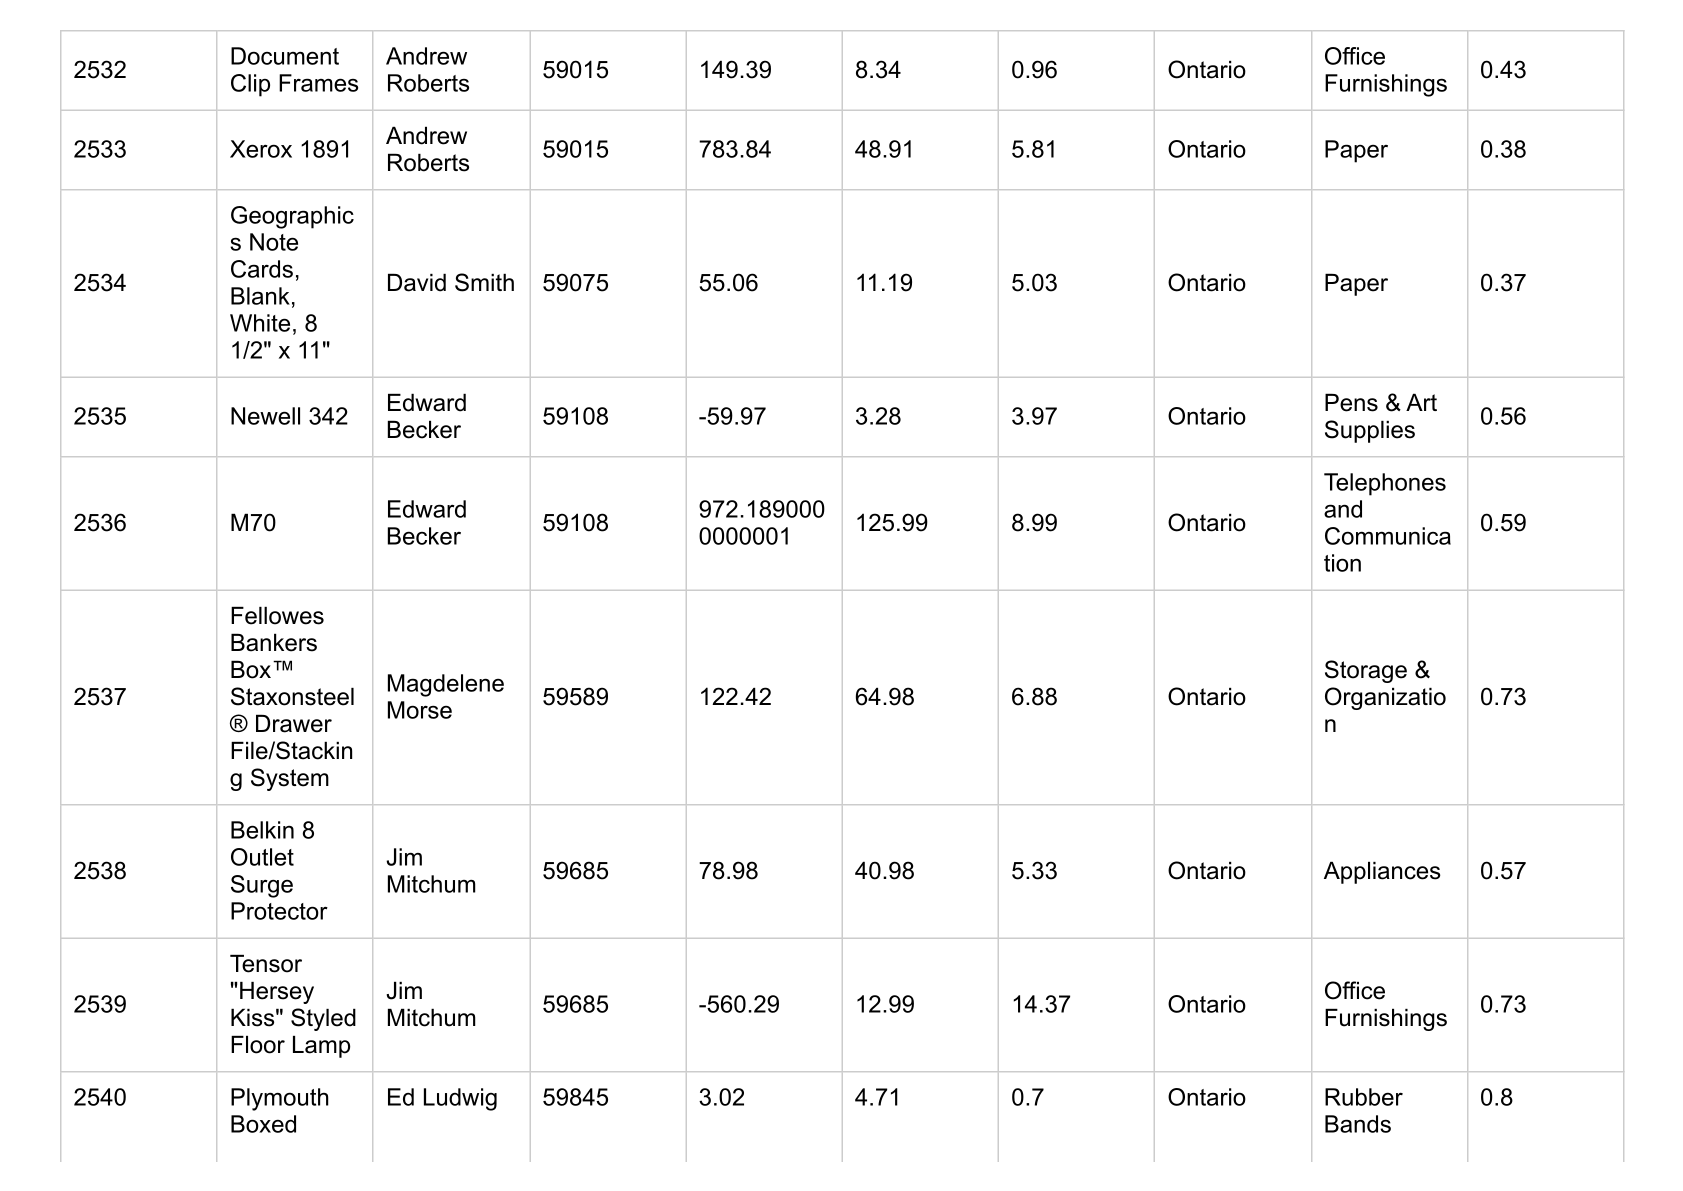 2532 Document Clip Frames Andrew Roberts 59015 149.39 8.34 0.96 Ontario Office Furnishings 0.43
2533 Xerox 1891 Andrew Roberts 59015 783.84 48.91 5.81 Ontario Paper 0.38
2534 Geographics Note Cards, Blank, White, 8 1/2" x 11" David Smith 59075 55.06 11.19 5.03 Ontario Paper 0.37
2535 Newell 342 Edward Becker 59108 -59.97 3.28 3.97 Ontario Pens & Art Supplies 0.56
2536 M70 Edward Becker 59108 972.1890000000001 125.99 8.99 Ontario Telephones and Communication 0.59
2537 Fellowes Bankers Box™ Staxonsteel® Drawer File/Stacking System Magdelene Morse 59589 122.42 64.98 6.88 Ontario Storage & Organization 0.73
2538 Belkin 8 Outlet Surge Protector Jim Mitchum 59685 78.98 40.98 5.33 Ontario Appliances 0.57
2539 Tensor "Hersey Kiss" Styled Floor Lamp Jim Mitchum 59685 -560.29 12.99 14.37 Ontario Office Furnishings 0.73
2540 Plymouth Boxed Ed Ludwig 59845 3.02 4.71 0.7 Ontario Rubber Bands 0.8